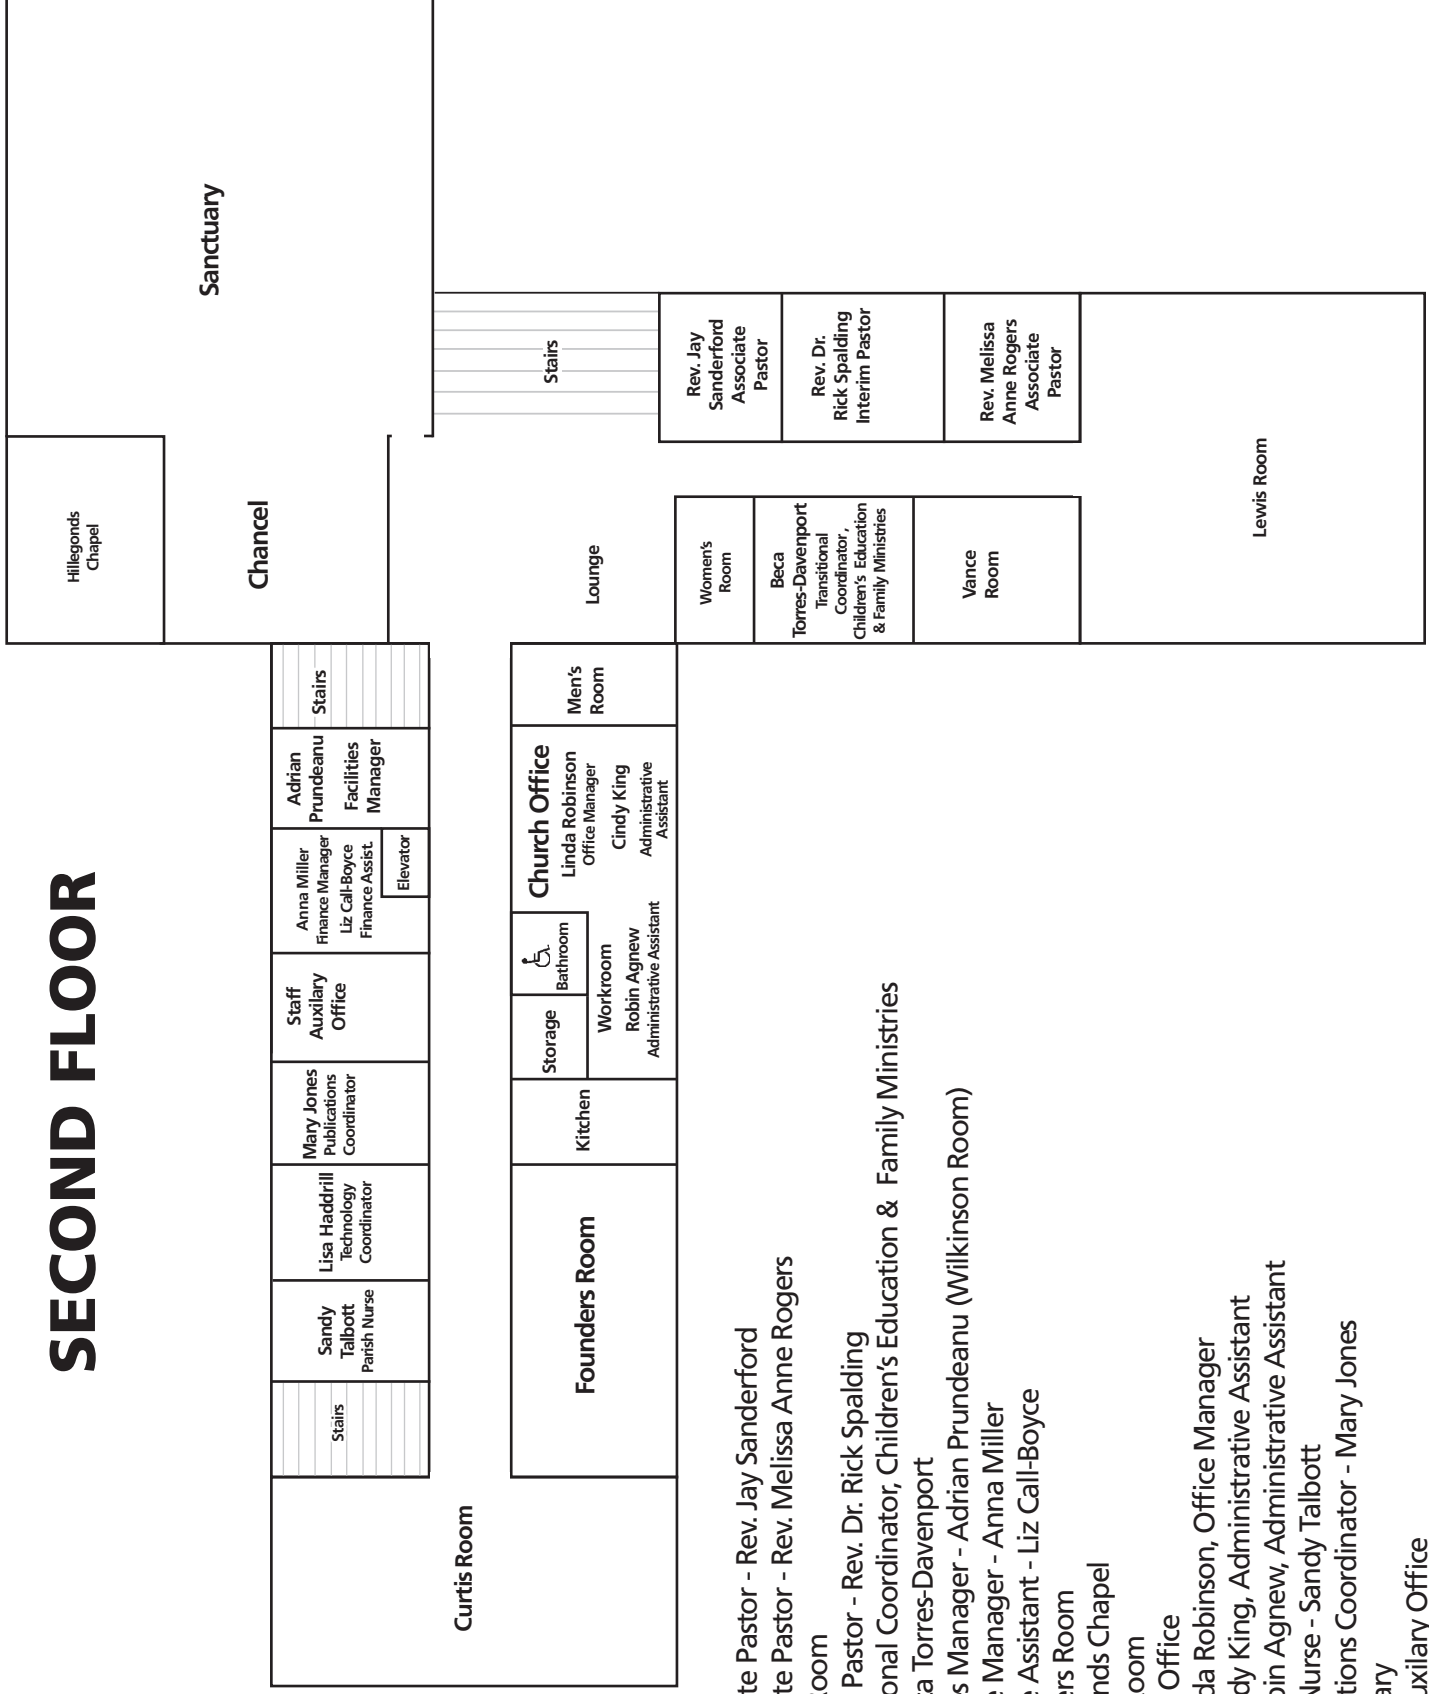 SECOND FLOOR
Hillegonds
Chapel
Sanctuary
Chancel
Stairs
Sandy
Talbott
Parish Nurse
Lisa Haddrill
Technology
Coordinator
Mary Jones
Publications
Coordinator
Staff
Auxilary
Office
Anna Miller
Finance Manager
Liz Call-Boyce
Finance Assist.
Elevator
Adrian
Prundeanu
Facilities
Manager
Stairs
Curtis Room
Founders Room
Kitchen
Storage
Bathroom
Workroom
Robin Agnew
Administrative Assistant
Church Office
Linda Robinson
Office Manager
Cindy King
Administrative
Assistant
Men's
Room
Lounge
Stairs
Women's
Room
Beca
Torres-Davenport
Transitional
Coordinator,
Children's Education
& Family Ministries
Vance
Room
Rev. Jay
Sanderford
Associate
Pastor
Rev. Dr.
Rick Spalding
Interim Pastor
Rev. Melissa
Anne Rogers
Associate
Pastor
Lewis Room
te Pastor - Rev. Jay Sanderford
te Pastor - Rev. Melissa Anne Rogers
oom
Pastor - Rev. Dr. Rick Spalding
onal Coordinator, Children's Education & Family Ministries
a Torres-Davenport
s Manager - Adrian Prundeanu (Wilkinson Room)
e Manager - Anna Miller
e Assistant - Liz Call-Boyce
ers Room
nds Chapel
oom
Office
da Robinson, Office Manager
dy King, Administrative Assistant
bin Agnew, Administrative Assistant
Nurse - Sandy Talbott
tions Coordinator - Mary Jones
ary
uxilary Office